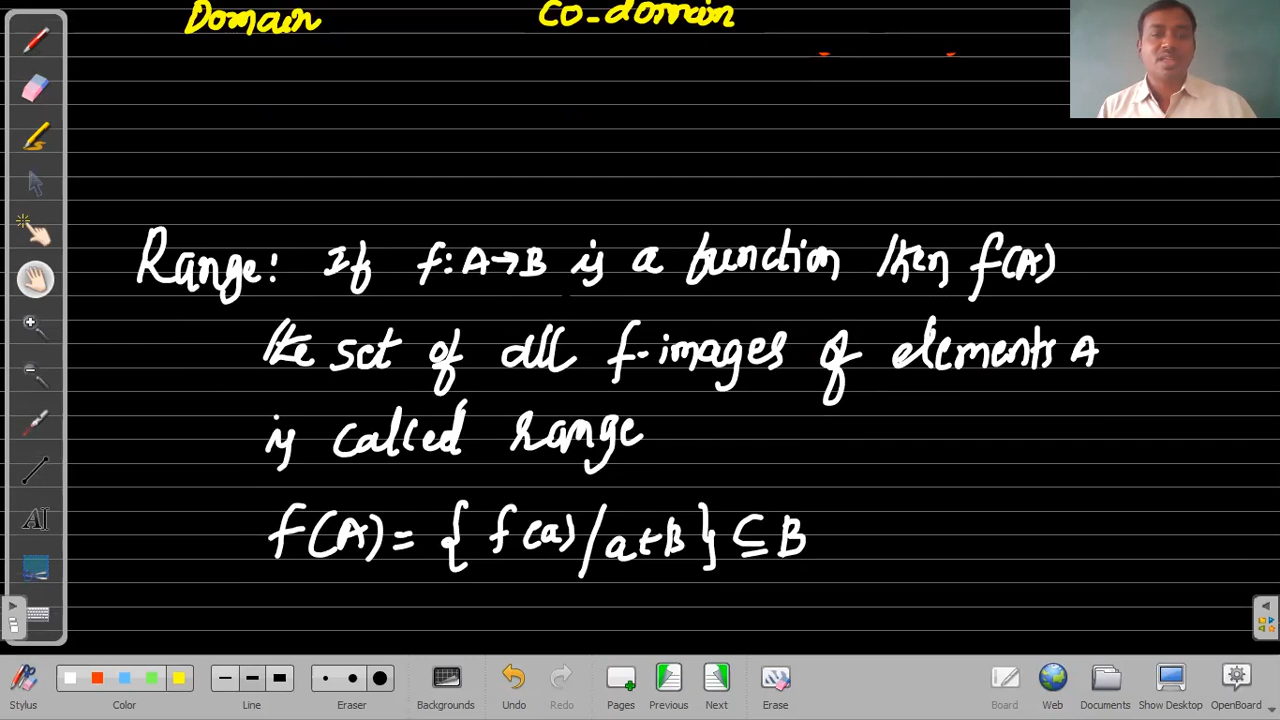 Domain Co-domain
Range: If f: A→B is a function then f(A)
the set of all f-images of elements A
is called range
f(A) = { f(a) / a ∈ B } ⊆ B
Stylus Color Line Eraser Backgrounds Undo Redo Pages Previous Next Erase Board Web Documents Show Desktop OpenBoard